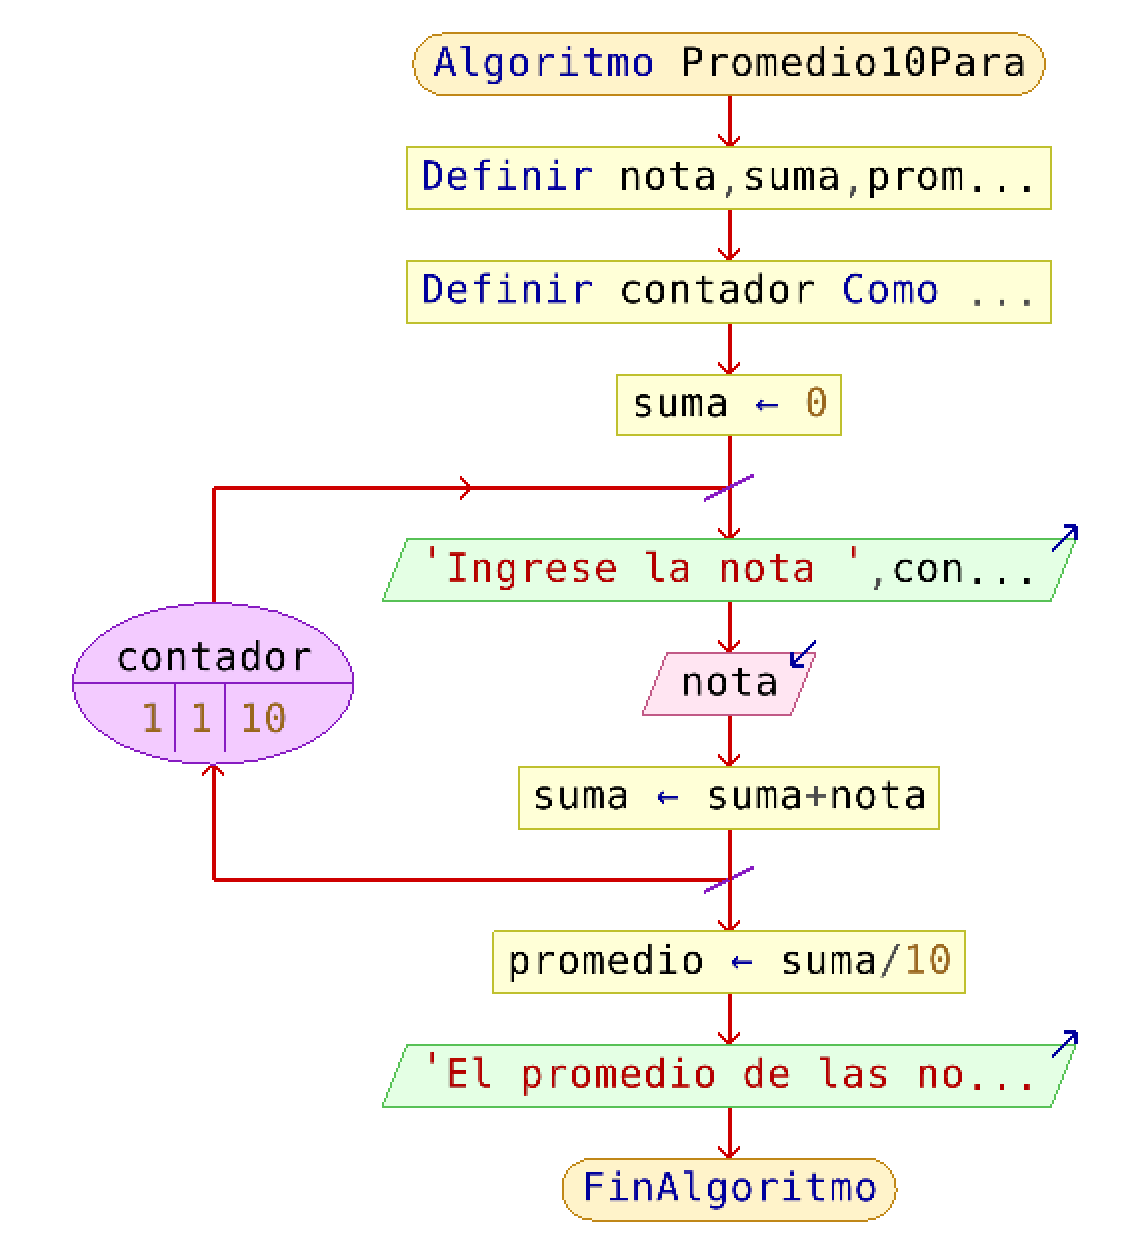 Algoritmo Promedio10Para
Definir nota,suma,prom...
Definir contador Como ...
suma ← 0
'Ingrese la nota ',con...
contador
1 1 10
nota
suma ← suma+nota
promedio ← suma/10
'El promedio de las no...
FinAlgoritmo